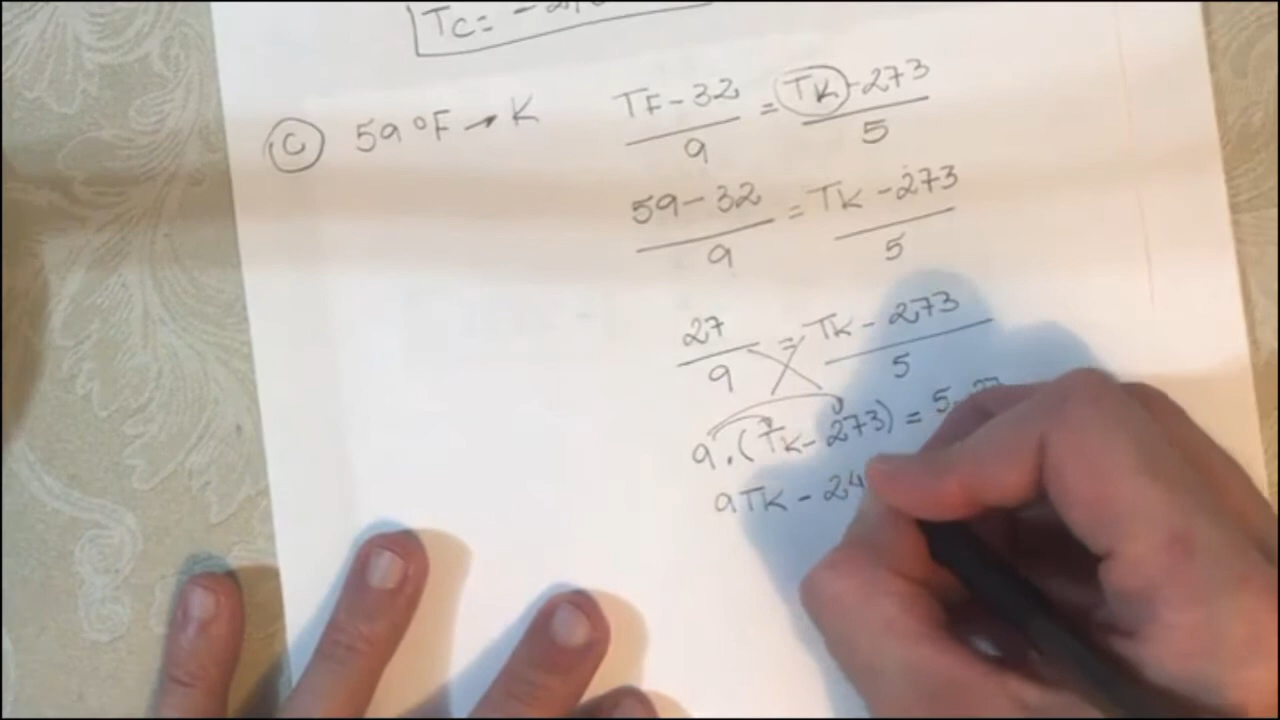 TC= -
C 59 °F → K
TF - 32 / 9 = TK - 273 / 5
59 - 32 / 9 = TK - 273 / 5
27 / 9 = TK - 273 / 5
9 . (TK - 273) = 5.
9TK - 24